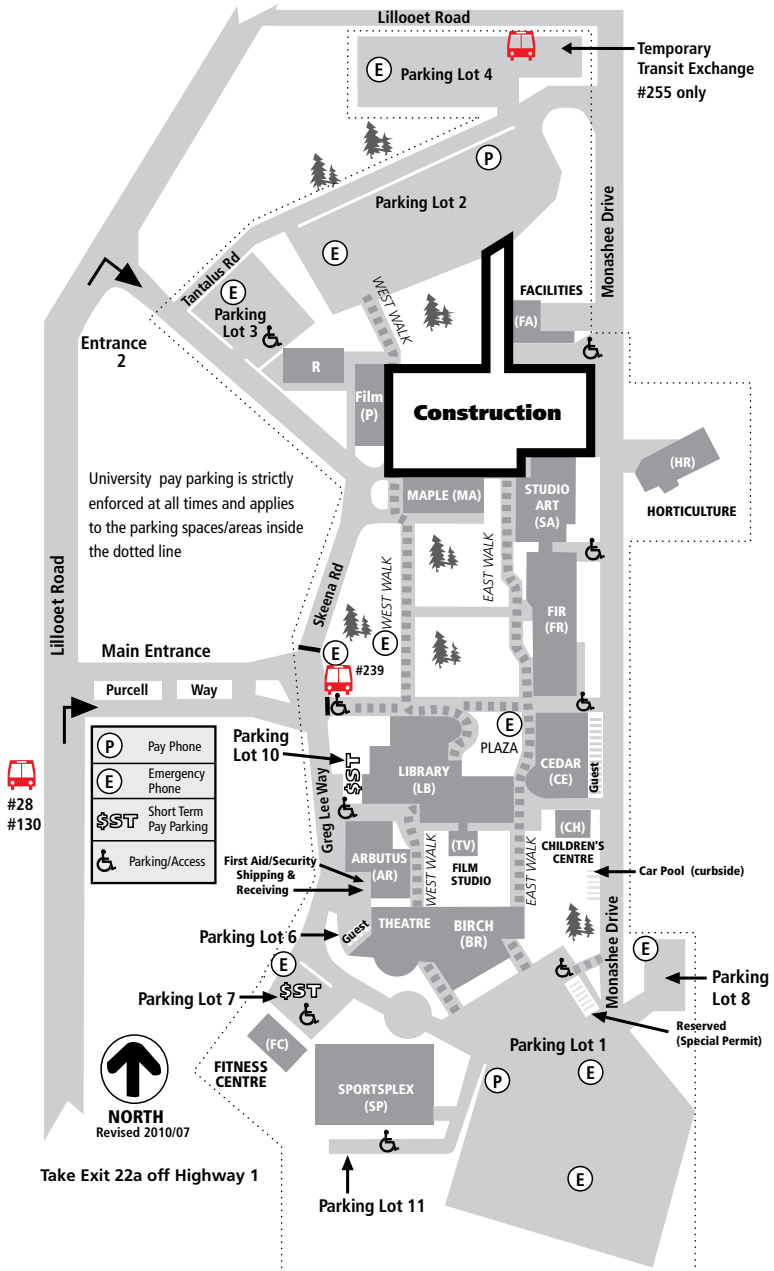 Lillooet Road
E
Parking Lot 4
Temporary
Transit Exchange
#255 only
P
Parking Lot 2
E
Monashee Drive
Tantalus Rd
E
Parking
Lot 3
WEST WALK
FACILITIES
(FA)
Entrance
2
R
Film
(P)
Construction
(HR)
HORTICULTURE
University pay parking is strictly
enforced at all times and applies
to the parking spaces/areas inside
the dotted line
MAPLE (MA)
STUDIO
ART
(SA)
Lillooet Road
Skeena Rd
WEST WALK
EAST WALK
FIR
(FR)
E
E
#239
Main Entrance
Purcell Way
E
PLAZA
P Pay Phone
E Emergency
Phone
$ST Short Term
Pay Parking
Parking/Access
#28
#130
Parking
Lot 10
$ST
Greg Lee Way
LIBRARY
(LB)
CEDAR
(CE)
Guest
(CH)
CHILDREN'S
CENTRE
(TV)
FILM
STUDIO
ARBUTUS
(AR)
WEST WALK
EAST WALK
First Aid/Security
Shipping &
Receiving
Car Pool (curbside)
Parking Lot 6
Guest
THEATRE
BIRCH
(BR)
Monashee Drive
E
Parking
Lot 8
E
$ST
Parking Lot 7
Reserved
(Special Permit)
(FC)
FITNESS
CENTRE
Parking Lot 1
P
E
SPORTSPLEX
(SP)
NORTH
Revised 2010/07
Take Exit 22a off Highway 1
E
Parking Lot 11